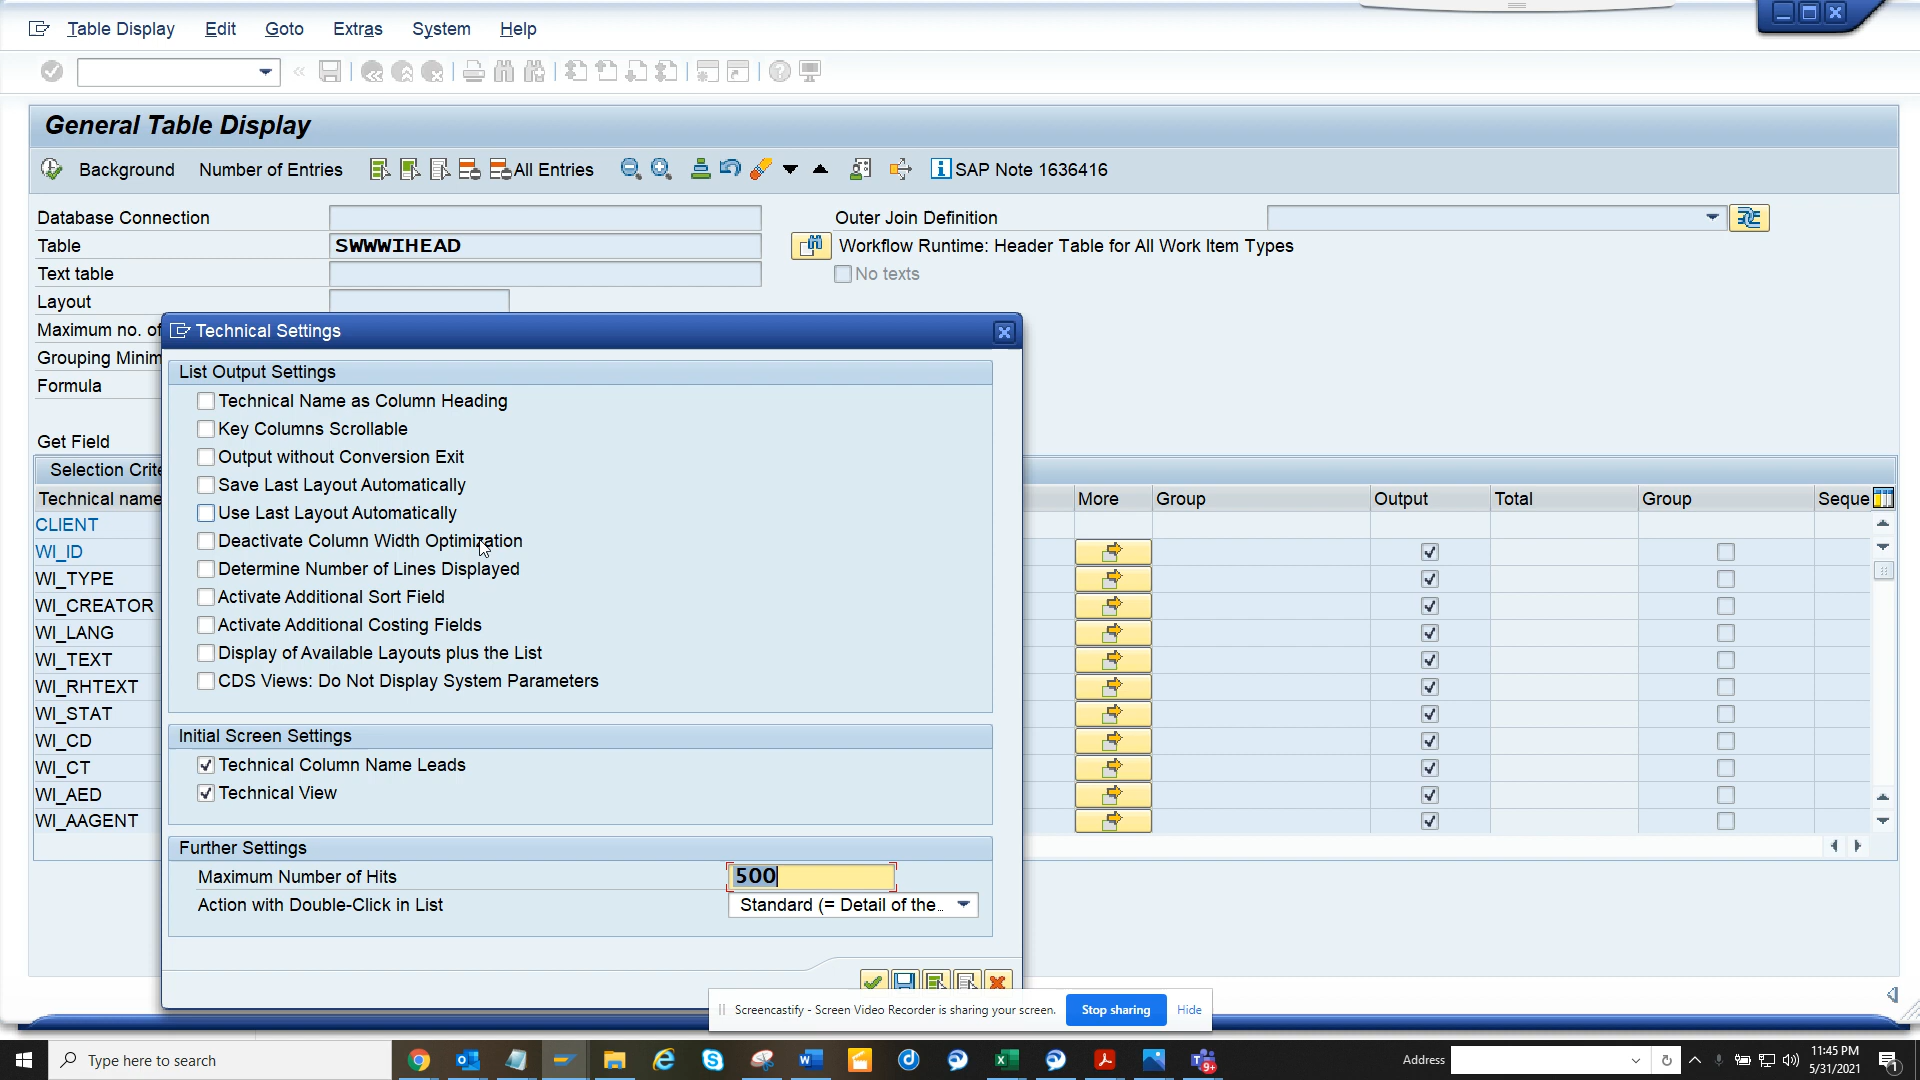 Table Display Edit Goto Extras System Help
General Table Display
Background Number of Entries All Entries SAP Note 1636416
Database Connection Outer Join Definition
Table SWWWIHEAD Workflow Runtime: Header Table for All Work Item Types
Text table No texts
Layout
Maximum no. of
Grouping Minim
Formula
Get Field
Selection Crite
Technical name More Group Output Total Group Seque
CLIENT
WI_ID
WI_TYPE
WI_CREATOR
WI_LANG
WI_TEXT
WI_RHTEXT
WI_STAT
WI_CD
WI_CT
WI_AED
WI_AAGENT
Technical Settings
List Output Settings
Technical Name as Column Heading
Key Columns Scrollable
Output without Conversion Exit
Save Last Layout Automatically
Use Last Layout Automatically
Deactivate Column Width Optimization
Determine Number of Lines Displayed
Activate Additional Sort Field
Activate Additional Costing Fields
Display of Available Layouts plus the List
CDS Views: Do Not Display System Parameters
Initial Screen Settings
Technical Column Name Leads
Technical View
Further Settings
Maximum Number of Hits 500
Action with Double-Click in List Standard (= Detail of the..
Screencastify - Screen Video Recorder is sharing your screen. Stop sharing Hide
Type here to search Address 11:45 PM
5/31/2021